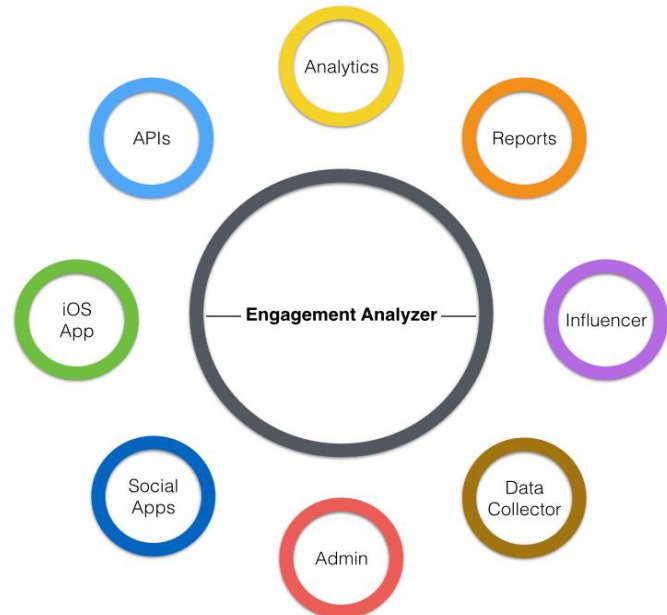 Analytics
APIs
Reports
iOS
App
Engagement Analyzer
Influencer
Social
Apps
Data
Collector
Admin